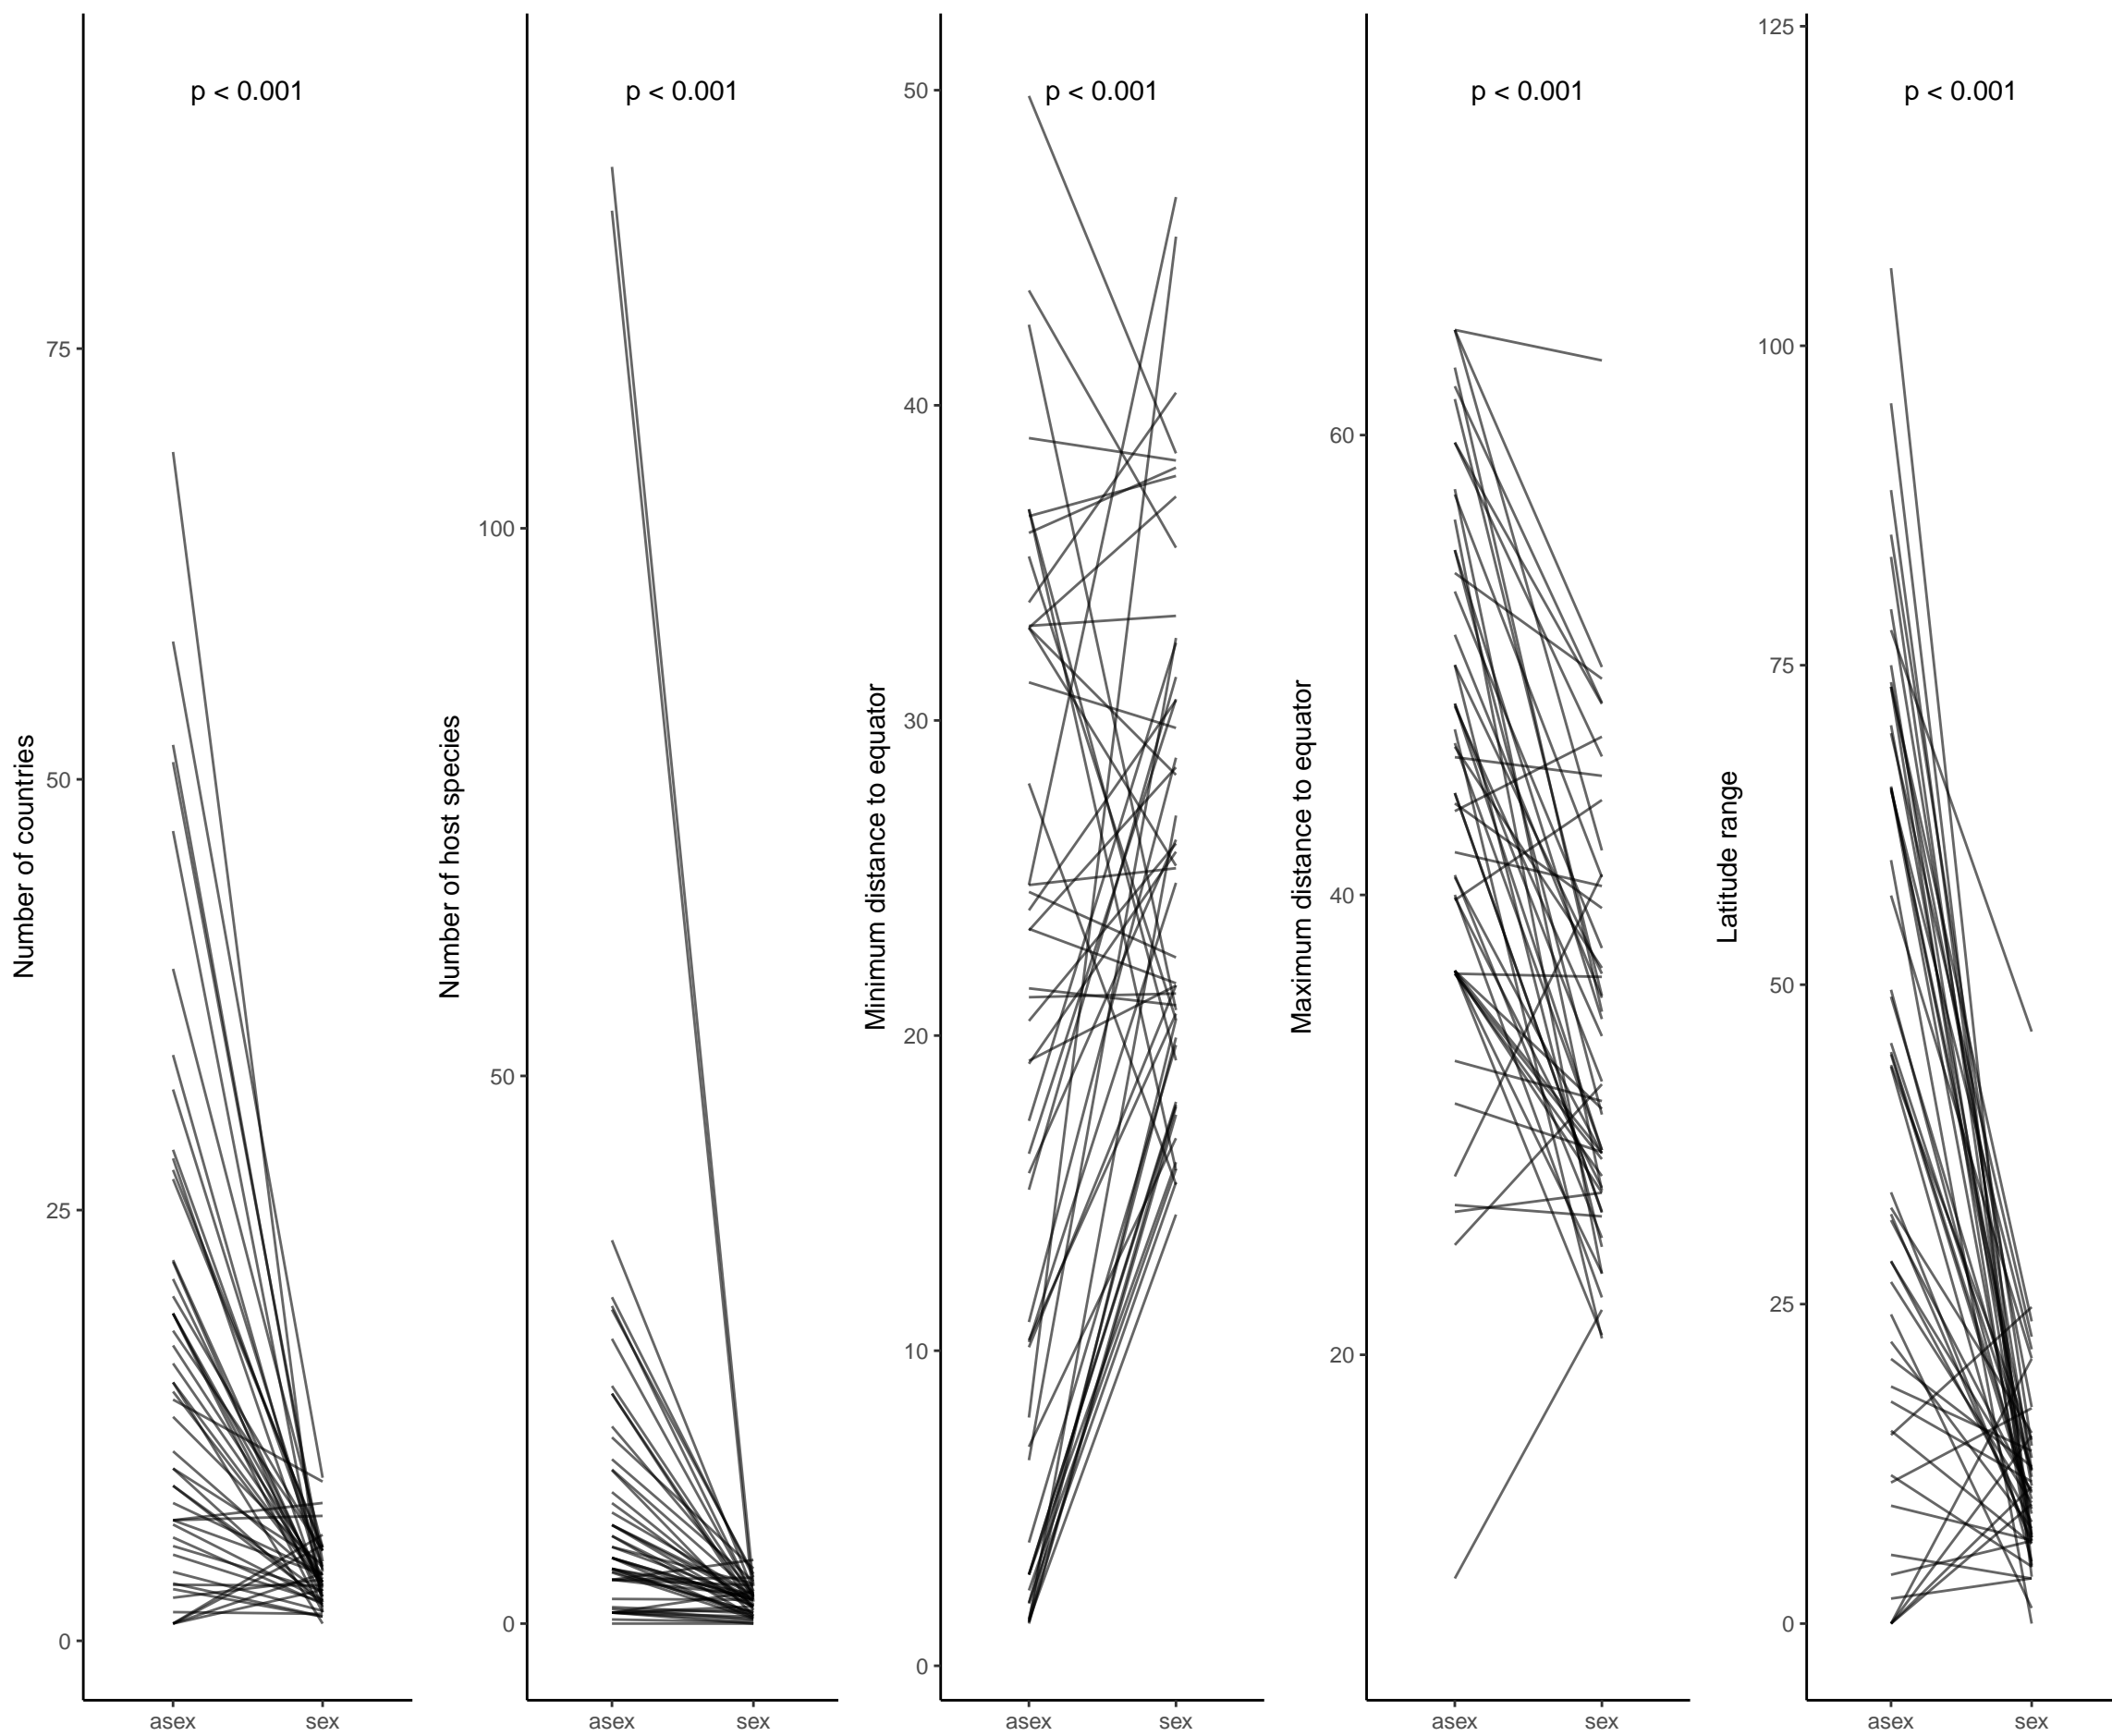 Number of countries
p < 0.001
75
50
25
0
asex
sex
Number of host species
p < 0.001
100
50
0
asex
sex
Minimum distance to equator
p < 0.001
50
40
30
20
10
0
asex
sex
Maximum distance to equator
p < 0.001
60
40
20
asex
sex
Latitude range
p < 0.001
125
100
75
50
25
0
asex
sex